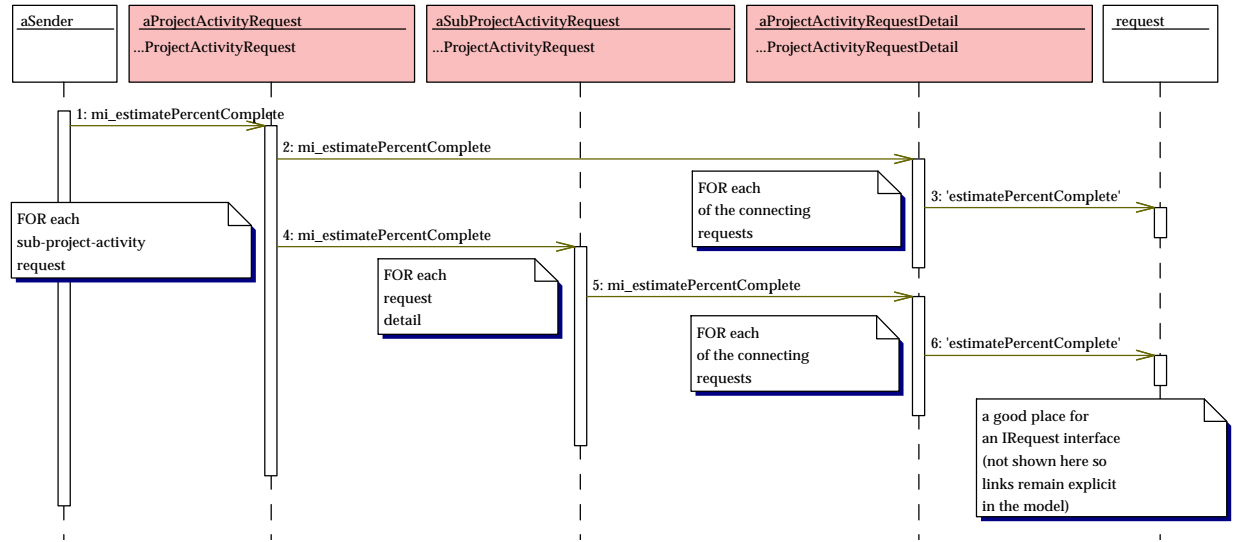 aSender
aProjectActivityRequest
...ProjectActivityRequest
aSubProjectActivityRequest
...ProjectActivityRequest
aProjectActivityRequestDetail
...ProjectActivityRequestDetail
request
1: mi_estimatePercentComplete
2: mi_estimatePercentComplete
FOR each
of the connecting
requests
3: 'estimatePercentComplete'
FOR each
sub-project-activity
request
4: mi_estimatePercentComplete
FOR each
request
detail
5: mi_estimatePercentComplete
FOR each
of the connecting
requests
6: 'estimatePercentComplete'
a good place for
an IRequest interface
(not shown here so
links remain explicit
in the model)